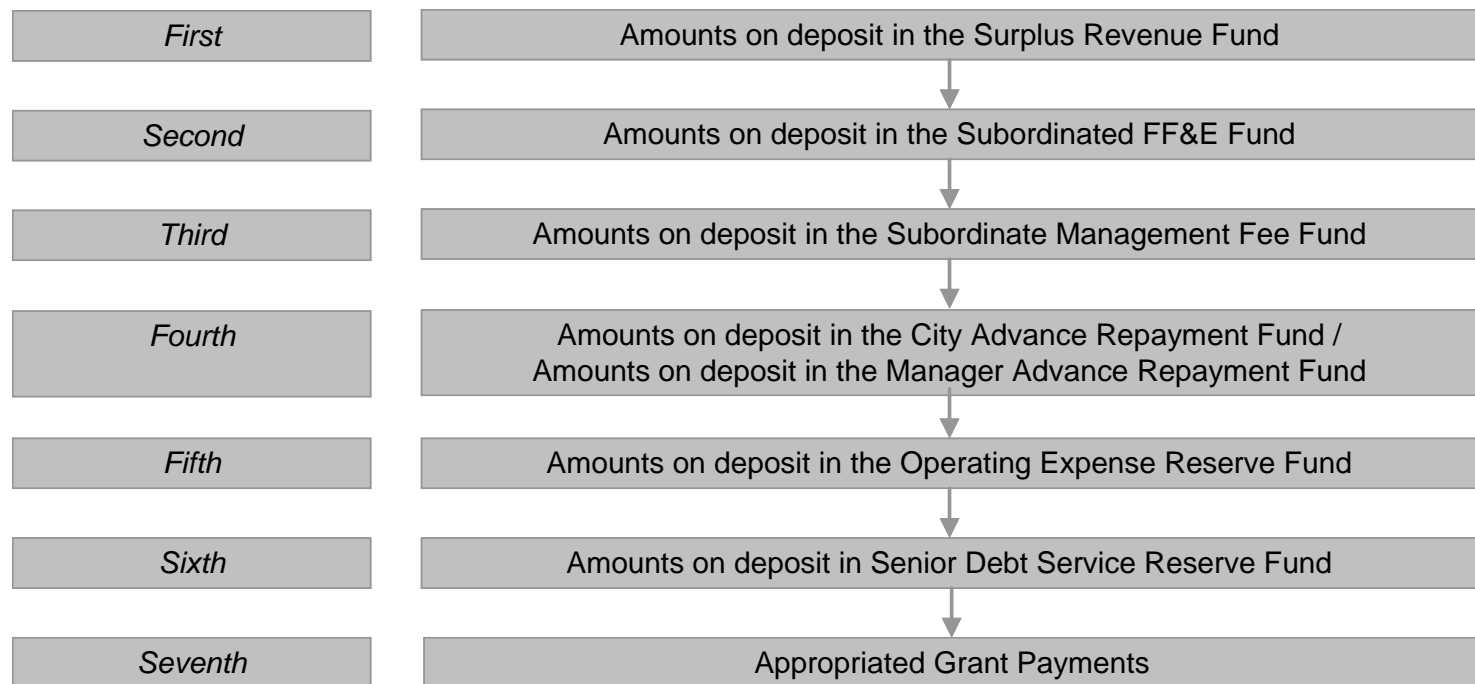 First
Amounts on deposit in the Surplus Revenue Fund
Second
Amounts on deposit in the Subordinated FF&E Fund
Third
Amounts on deposit in the Subordinate Management Fee Fund
Fourth
Amounts on deposit in the City Advance Repayment Fund /
Amounts on deposit in the Manager Advance Repayment Fund
Fifth
Amounts on deposit in the Operating Expense Reserve Fund
Sixth
Amounts on deposit in Senior Debt Service Reserve Fund
Seventh
Appropriated Grant Payments